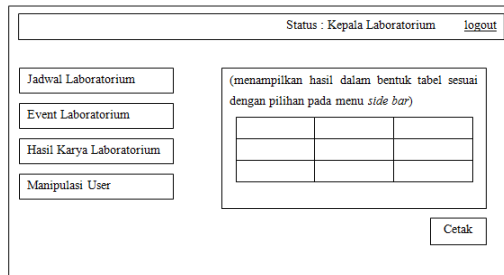 Status : Kepala Laboratorium logout
Jadwal Laboratorium
Event Laboratorium
Hasil Karya Laboratorium
Manipulasi User
(menampilkan hasil dalam bentuk tabel sesuai
dengan pilihan pada menu side bar)
Cetak